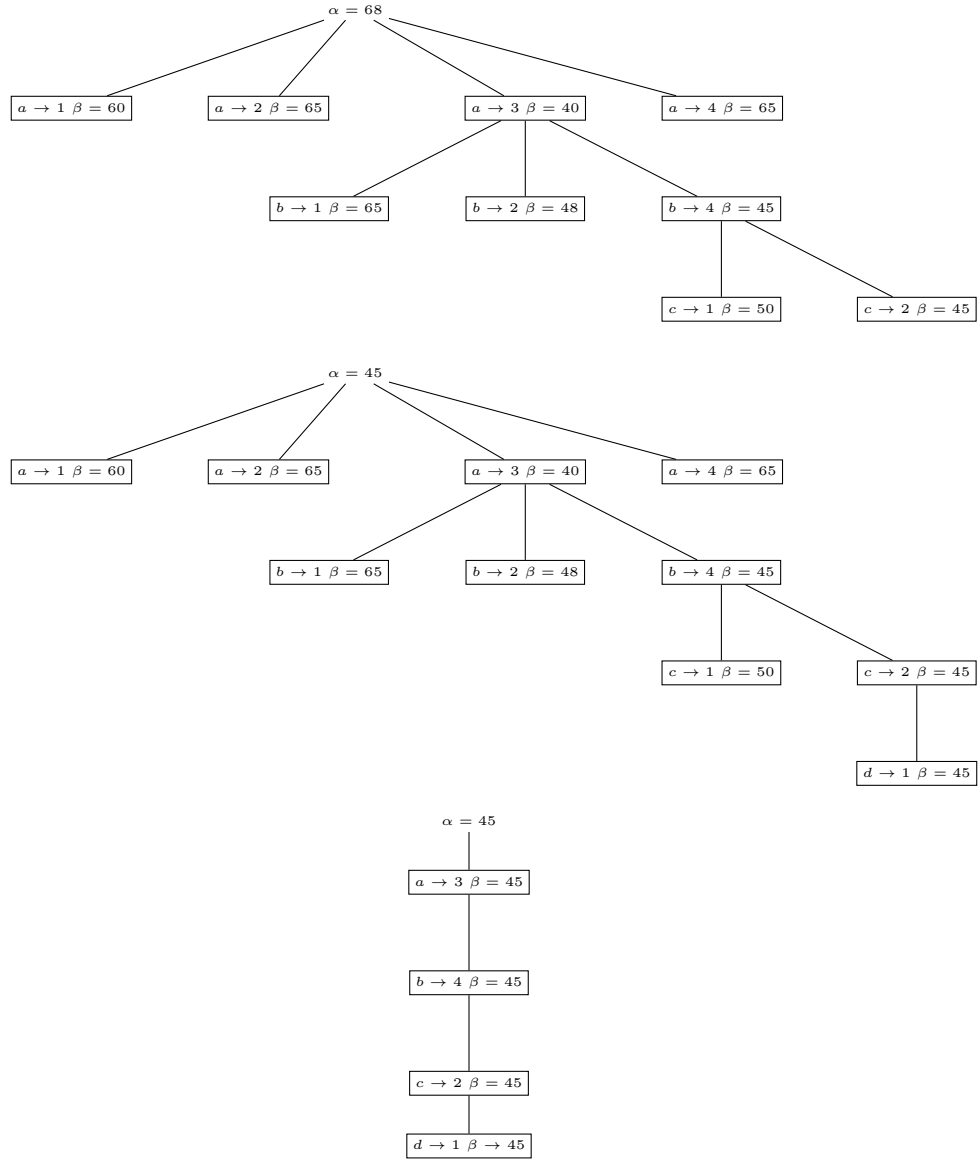 α = 68
a → 1 β = 60
a → 2 β = 65
a → 3 β = 40
a → 4 β = 65
b → 1 β = 65
b → 2 β = 48
b → 4 β = 45
c → 1 β = 50
c → 2 β = 45
α = 45
a → 1 β = 60
a → 2 β = 65
a → 3 β = 40
a → 4 β = 65
b → 1 β = 65
b → 2 β = 48
b → 4 β = 45
c → 1 β = 50
c → 2 β = 45
d → 1 β = 45
α = 45
a → 3 β = 45
b → 4 β = 45
c → 2 β = 45
d → 1 β → 45